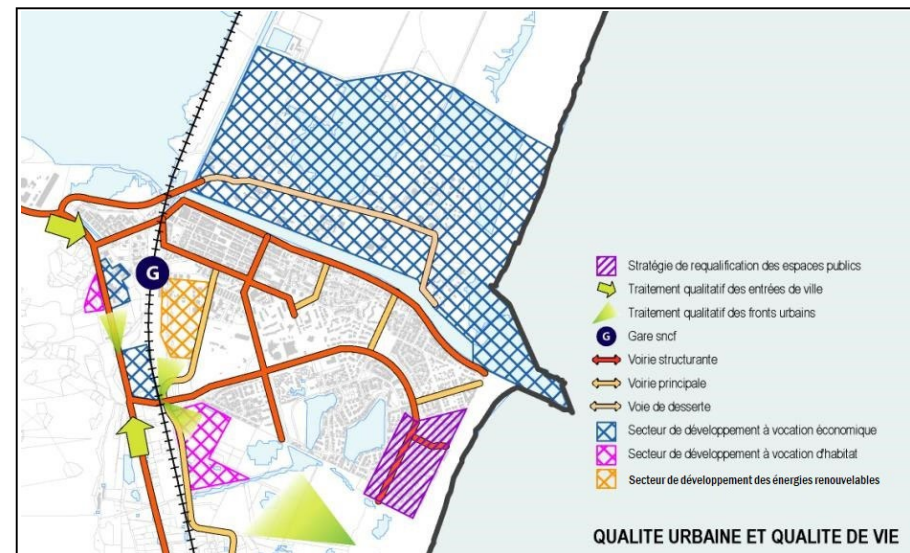 G
Stratégie de requalification des espaces publics
Traitement qualitatif des entrées de ville
Traitement qualitatif des fronts urbains
G Gare sncf
Voirie structurante
Voirie principale
Voie de desserte
Secteur de développement à vocation économique
Secteur de développement à vocation d'habitat
Secteur de développement des énergies renouvelables
QUALITE URBAINE ET QUALITE DE VIE